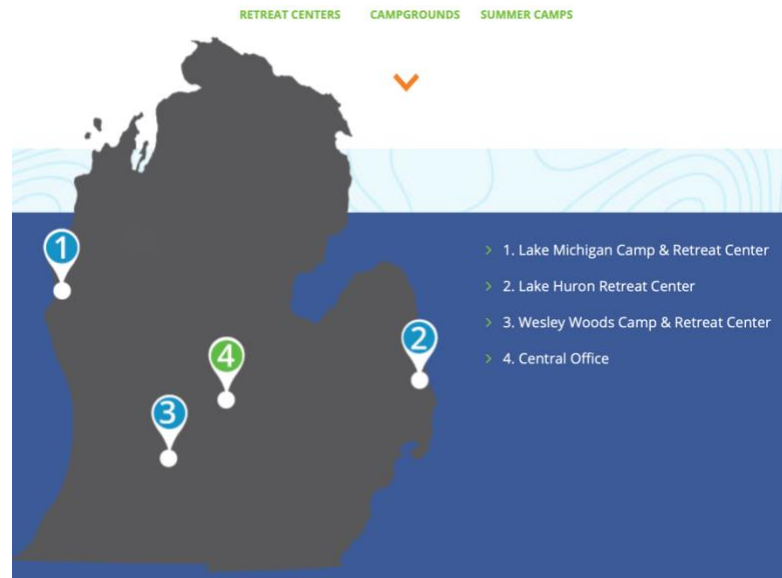 RETREAT CENTERS CAMPGROUNDS SUMMER CAMPS
1
1. Lake Michigan Camp & Retreat Center
2. Lake Huron Retreat Center
2
3. Wesley Woods Camp & Retreat Center
4
4. Central Office
3